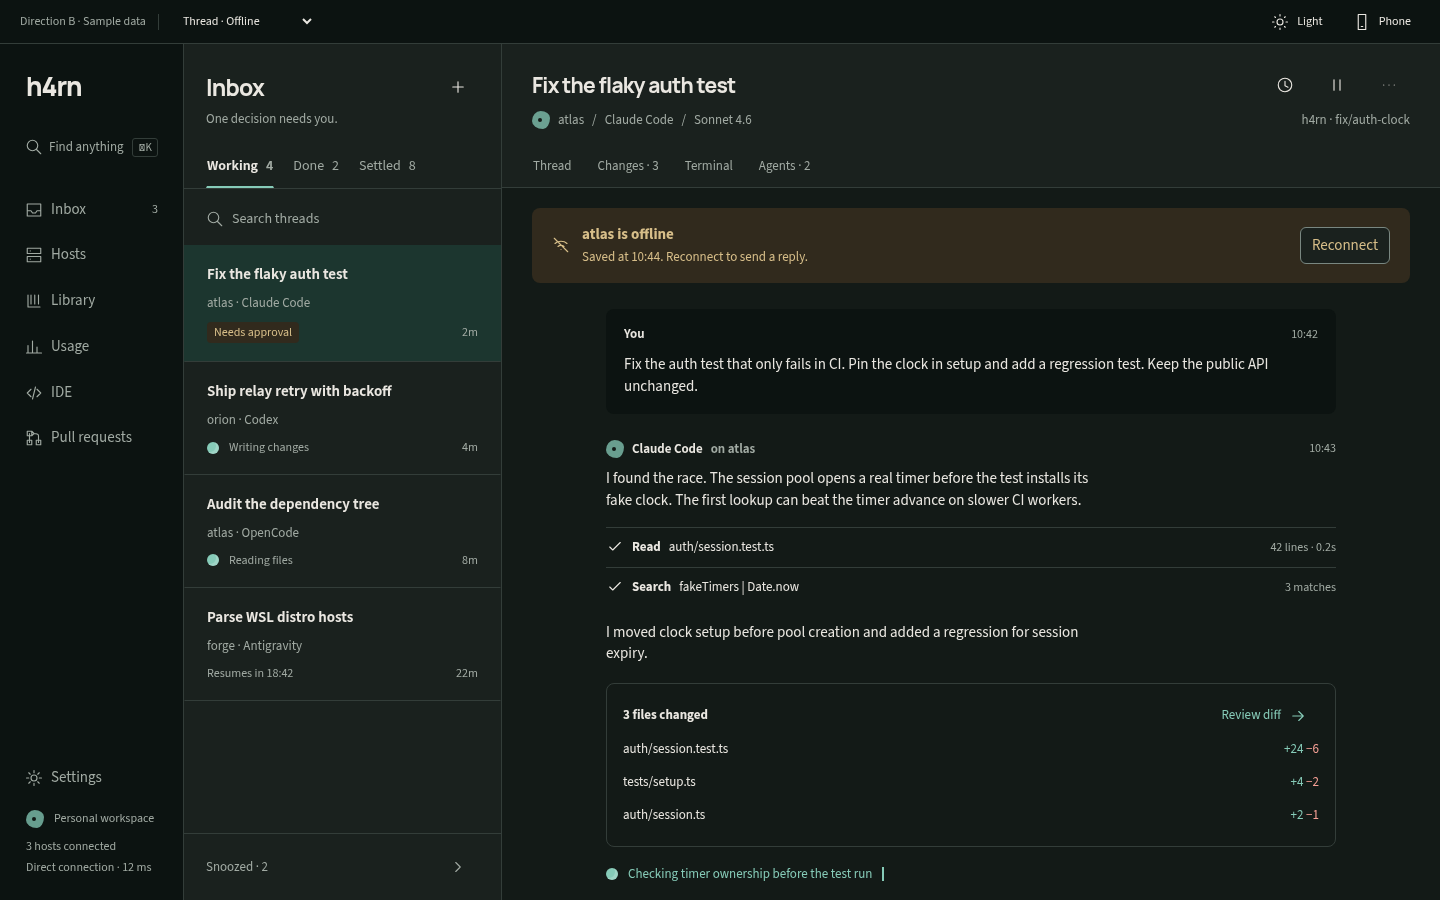 Direction B · Sample data
Thread · Offline
Light
Phone
h4rn
Find anything
K
Inbox 3
Hosts
Library
Usage
IDE
Pull requests
Settings
Personal workspace
3 hosts connected
Direct connection · 12 ms
Inbox
One decision needs you.
Working 4 Done 2 Settled 8
Search threads
Fix the flaky auth test
atlas · Claude Code
Needs approval 2m
Ship relay retry with backoff
orion · Codex
Writing changes 4m
Audit the dependency tree
atlas · OpenCode
Reading files 8m
Parse WSL distro hosts
forge · Antigravity
Resumes in 18:42 22m
Snoozed · 2
Fix the flaky auth test
atlas / Claude Code / Sonnet 4.6
h4rn · fix/auth-clock
Thread Changes · 3 Terminal Agents · 2
atlas is offline
Saved at 10:44. Reconnect to send a reply.
Reconnect
You 10:42
Fix the auth test that only fails in CI. Pin the clock in setup and add a regression test. Keep the public API
unchanged.
Claude Code on atlas 10:43
I found the race. The session pool opens a real timer before the test installs its
fake clock. The first lookup can beat the timer advance on slower CI workers.
Read auth/session.test.ts 42 lines · 0.2s
Search fakeTimers | Date.now 3 matches
I moved clock setup before pool creation and added a regression for session
expiry.
3 files changed Review diff
auth/session.test.ts +24 −6
tests/setup.ts +4 −2
auth/session.ts +2 −1
Checking timer ownership before the test run